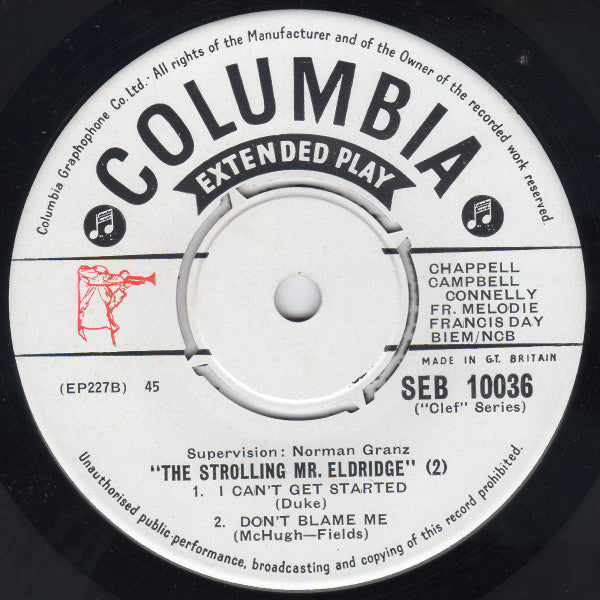 Columbia Graphophone Co. Ltd. · All rights of the Manufacturer and of the Owner of the recorded work reserved.
COLUMBIA
EXTENDED PLAY
CHAPPELL
CAMPBELL
CONNELLY
FR. MELODIE
FRANCIS DAY
BIEM/NCB
MADE IN GT. BRITAIN
(EP227B) 45
SEB 10036
("Clef" Series)
Supervision: Norman Granz
"THE STROLLING MR. ELDRIDGE" (2)
1. I CAN'T GET STARTED
(Duke)
2. DON'T BLAME ME
(McHugh—Fields)
Unauthorised public performance, broadcasting and copying of this record prohibited.